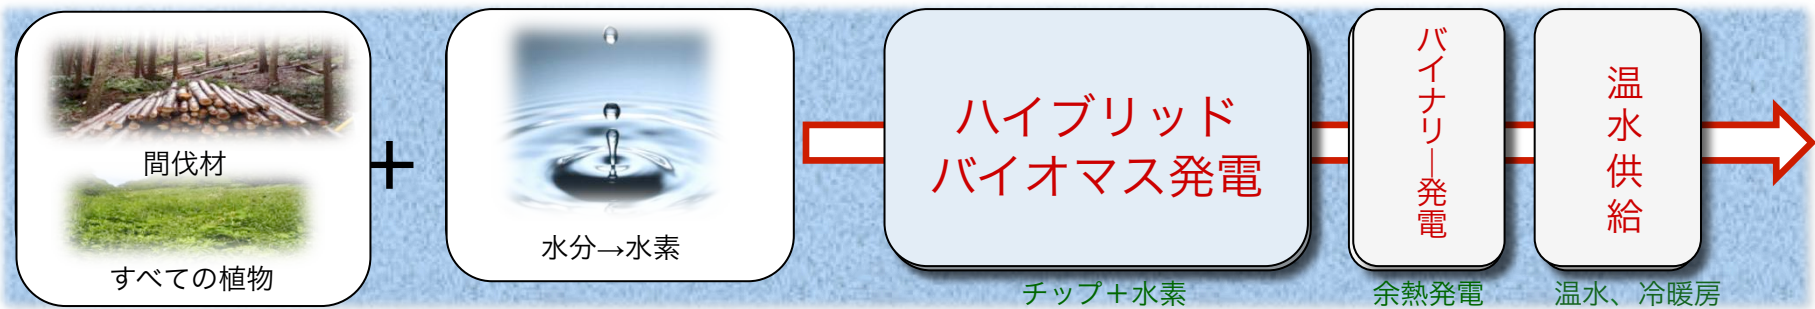 間伐材
すべての植物
+
水分→水素
ハイブリッド
バイオマス発電
チップ＋水素
バイナリ―発電
余熱発電
温水供給
温水、冷暖房